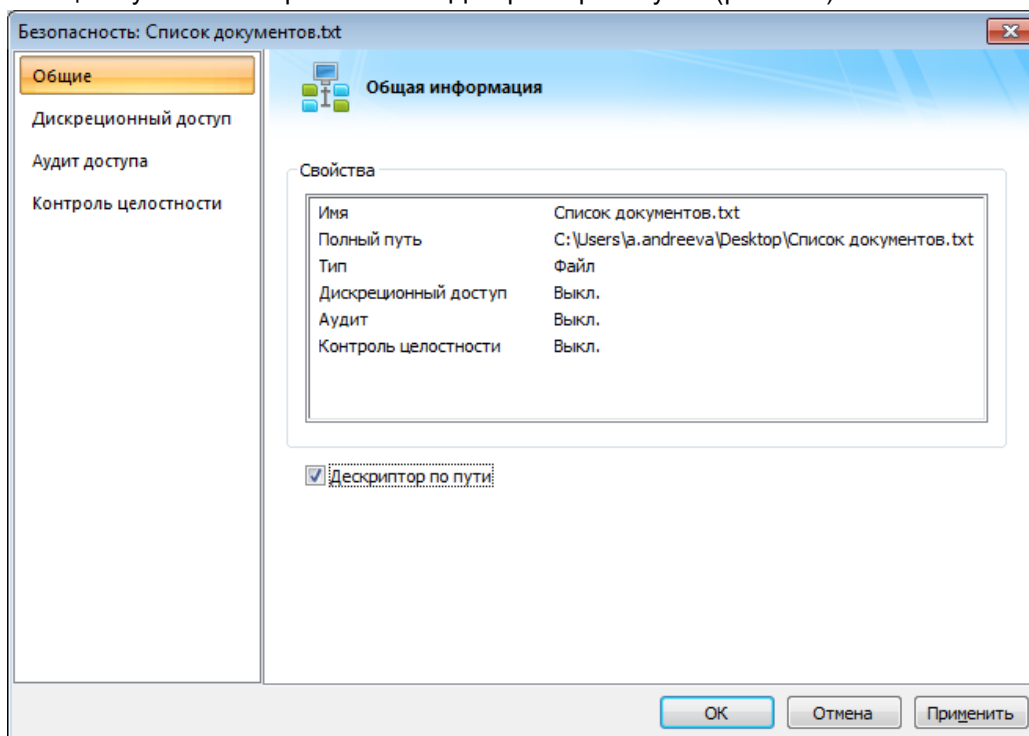 Безопасность: Список документов.txt
Общие
Дискреционный доступ
Аудит доступа
Контроль целостности
Общая информация
Свойства
Имя Список документов.txt
Полный путь C:\Users\a.andreeva\Desktop\Список документов.txt
Тип Файл
Дискреционный доступ Выкл.
Аудит Выкл.
Контроль целостности Выкл.
Дескриптор по пути
ОК Отмена Применить